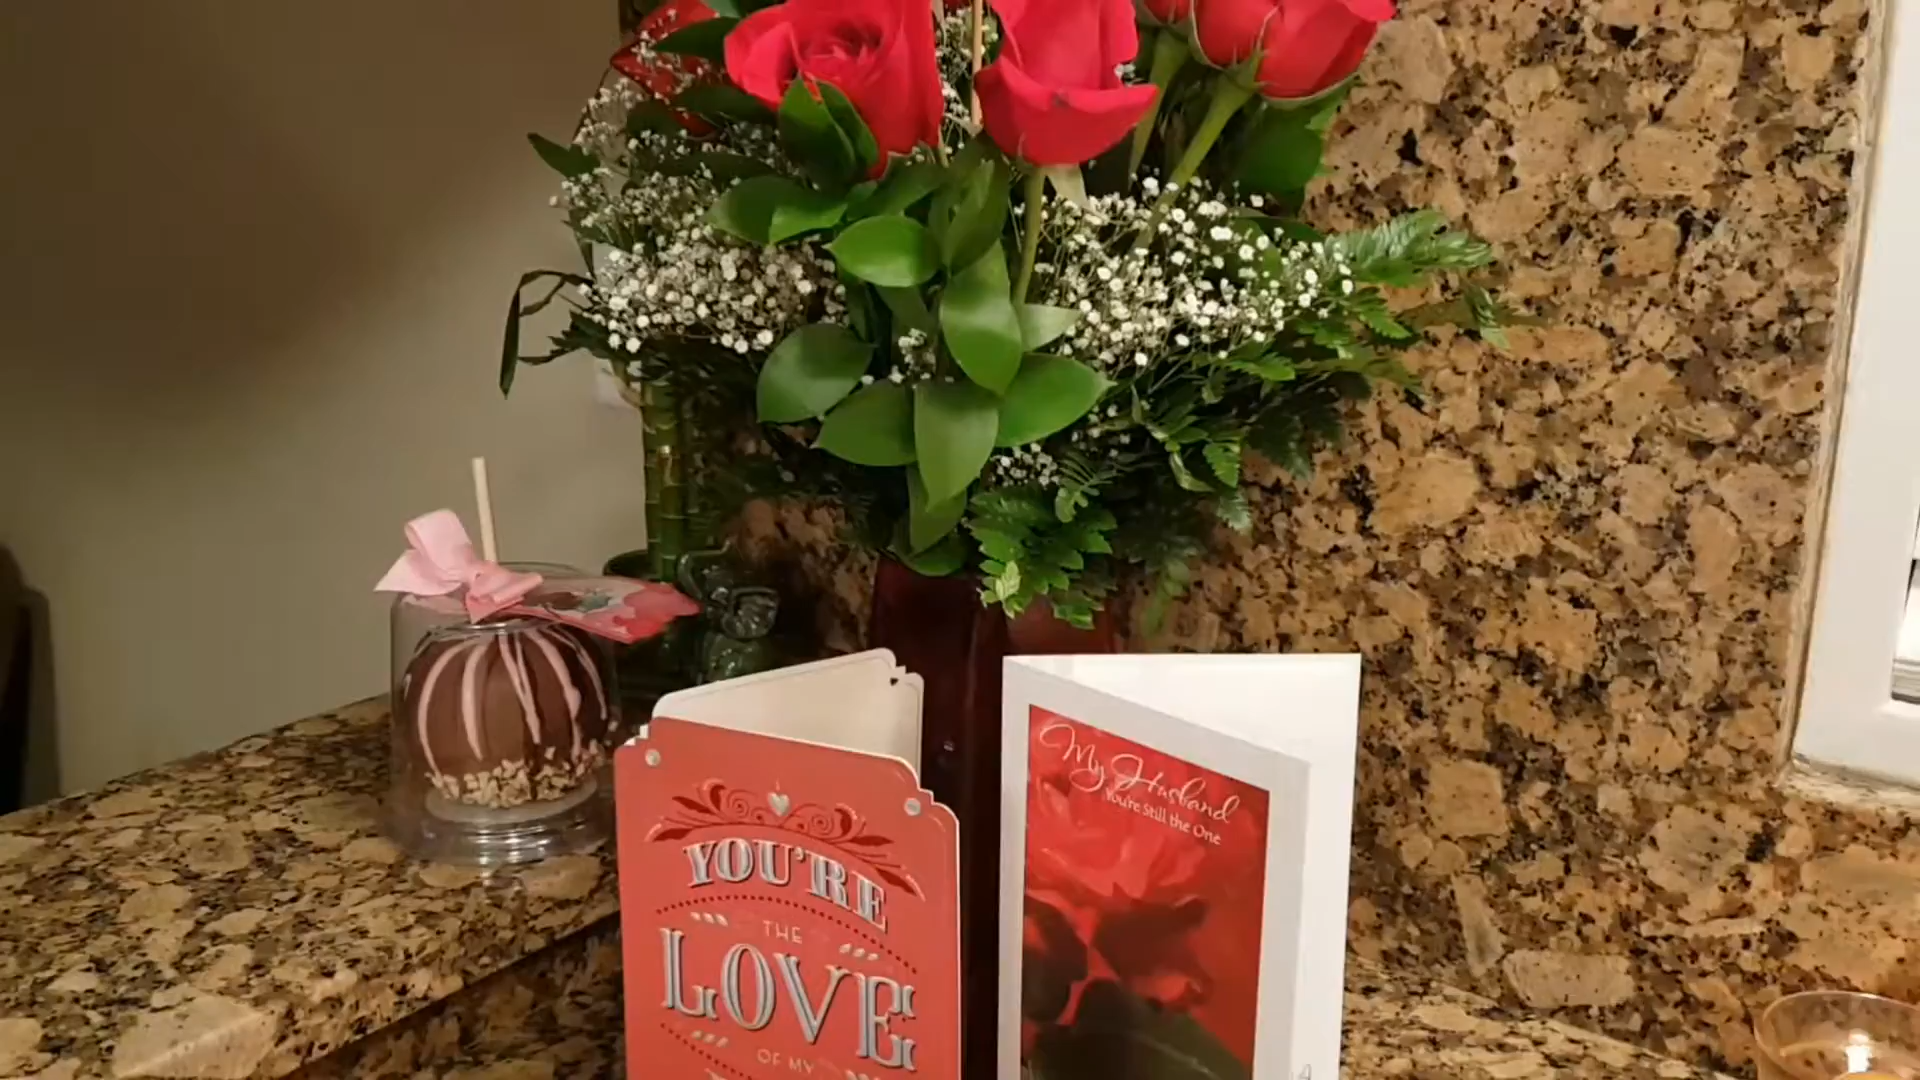 YOU'RE
THE
LOVE
OF MY
My Husband
You're Still the One